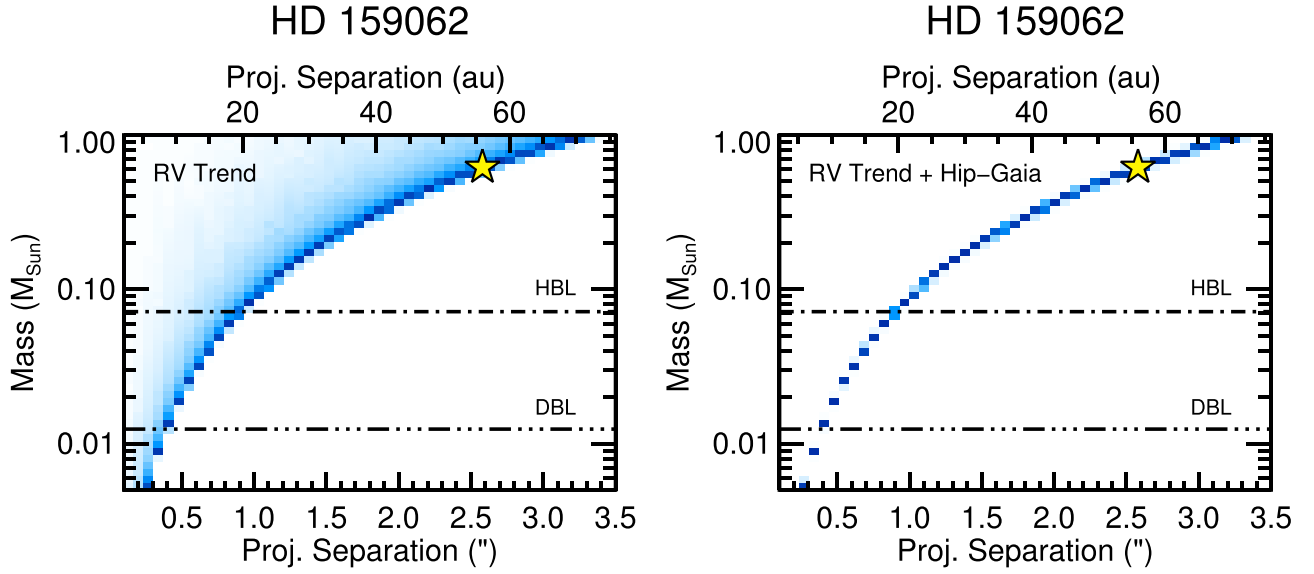 HD 159062
Proj. Separation (au)
20 40 60
1.00
0.10
0.01
Mass (M_Sun)
RV Trend
HBL
DBL
0.5 1.0 1.5 2.0 2.5 3.0 3.5
Proj. Separation (")
HD 159062
Proj. Separation (au)
20 40 60
1.00
0.10
0.01
Mass (M_Sun)
RV Trend + Hip−Gaia
HBL
DBL
0.5 1.0 1.5 2.0 2.5 3.0 3.5
Proj. Separation (")